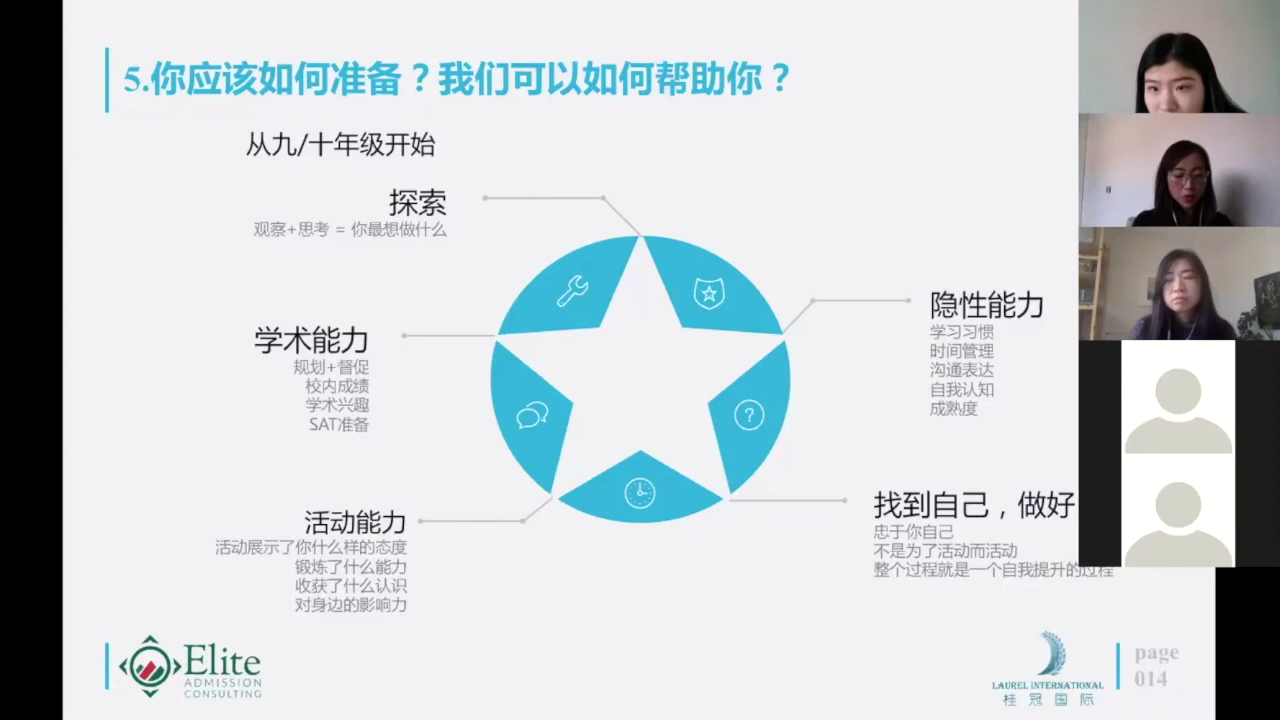 5.你应该如何准备？我们可以如何帮助你？
从九/十年级开始
探索
观察+思考 = 你最想做什么
学术能力
规划+督促
校内成绩
学术兴趣
SAT准备
活动能力
活动展示了你什么样的态度
锻炼了什么能力
收获了什么认识
对身边的影响力
隐性能力
学习习惯
时间管理
沟通表达
自我认知
成熟度
找到自己，做好
忠于你自己
不是为了活动而活动
整个过程就是一个自我提升的过程
Elite
ADMISSION
CONSULTING
LAUREL INTERNATIONAL
桂冠国际
page
014